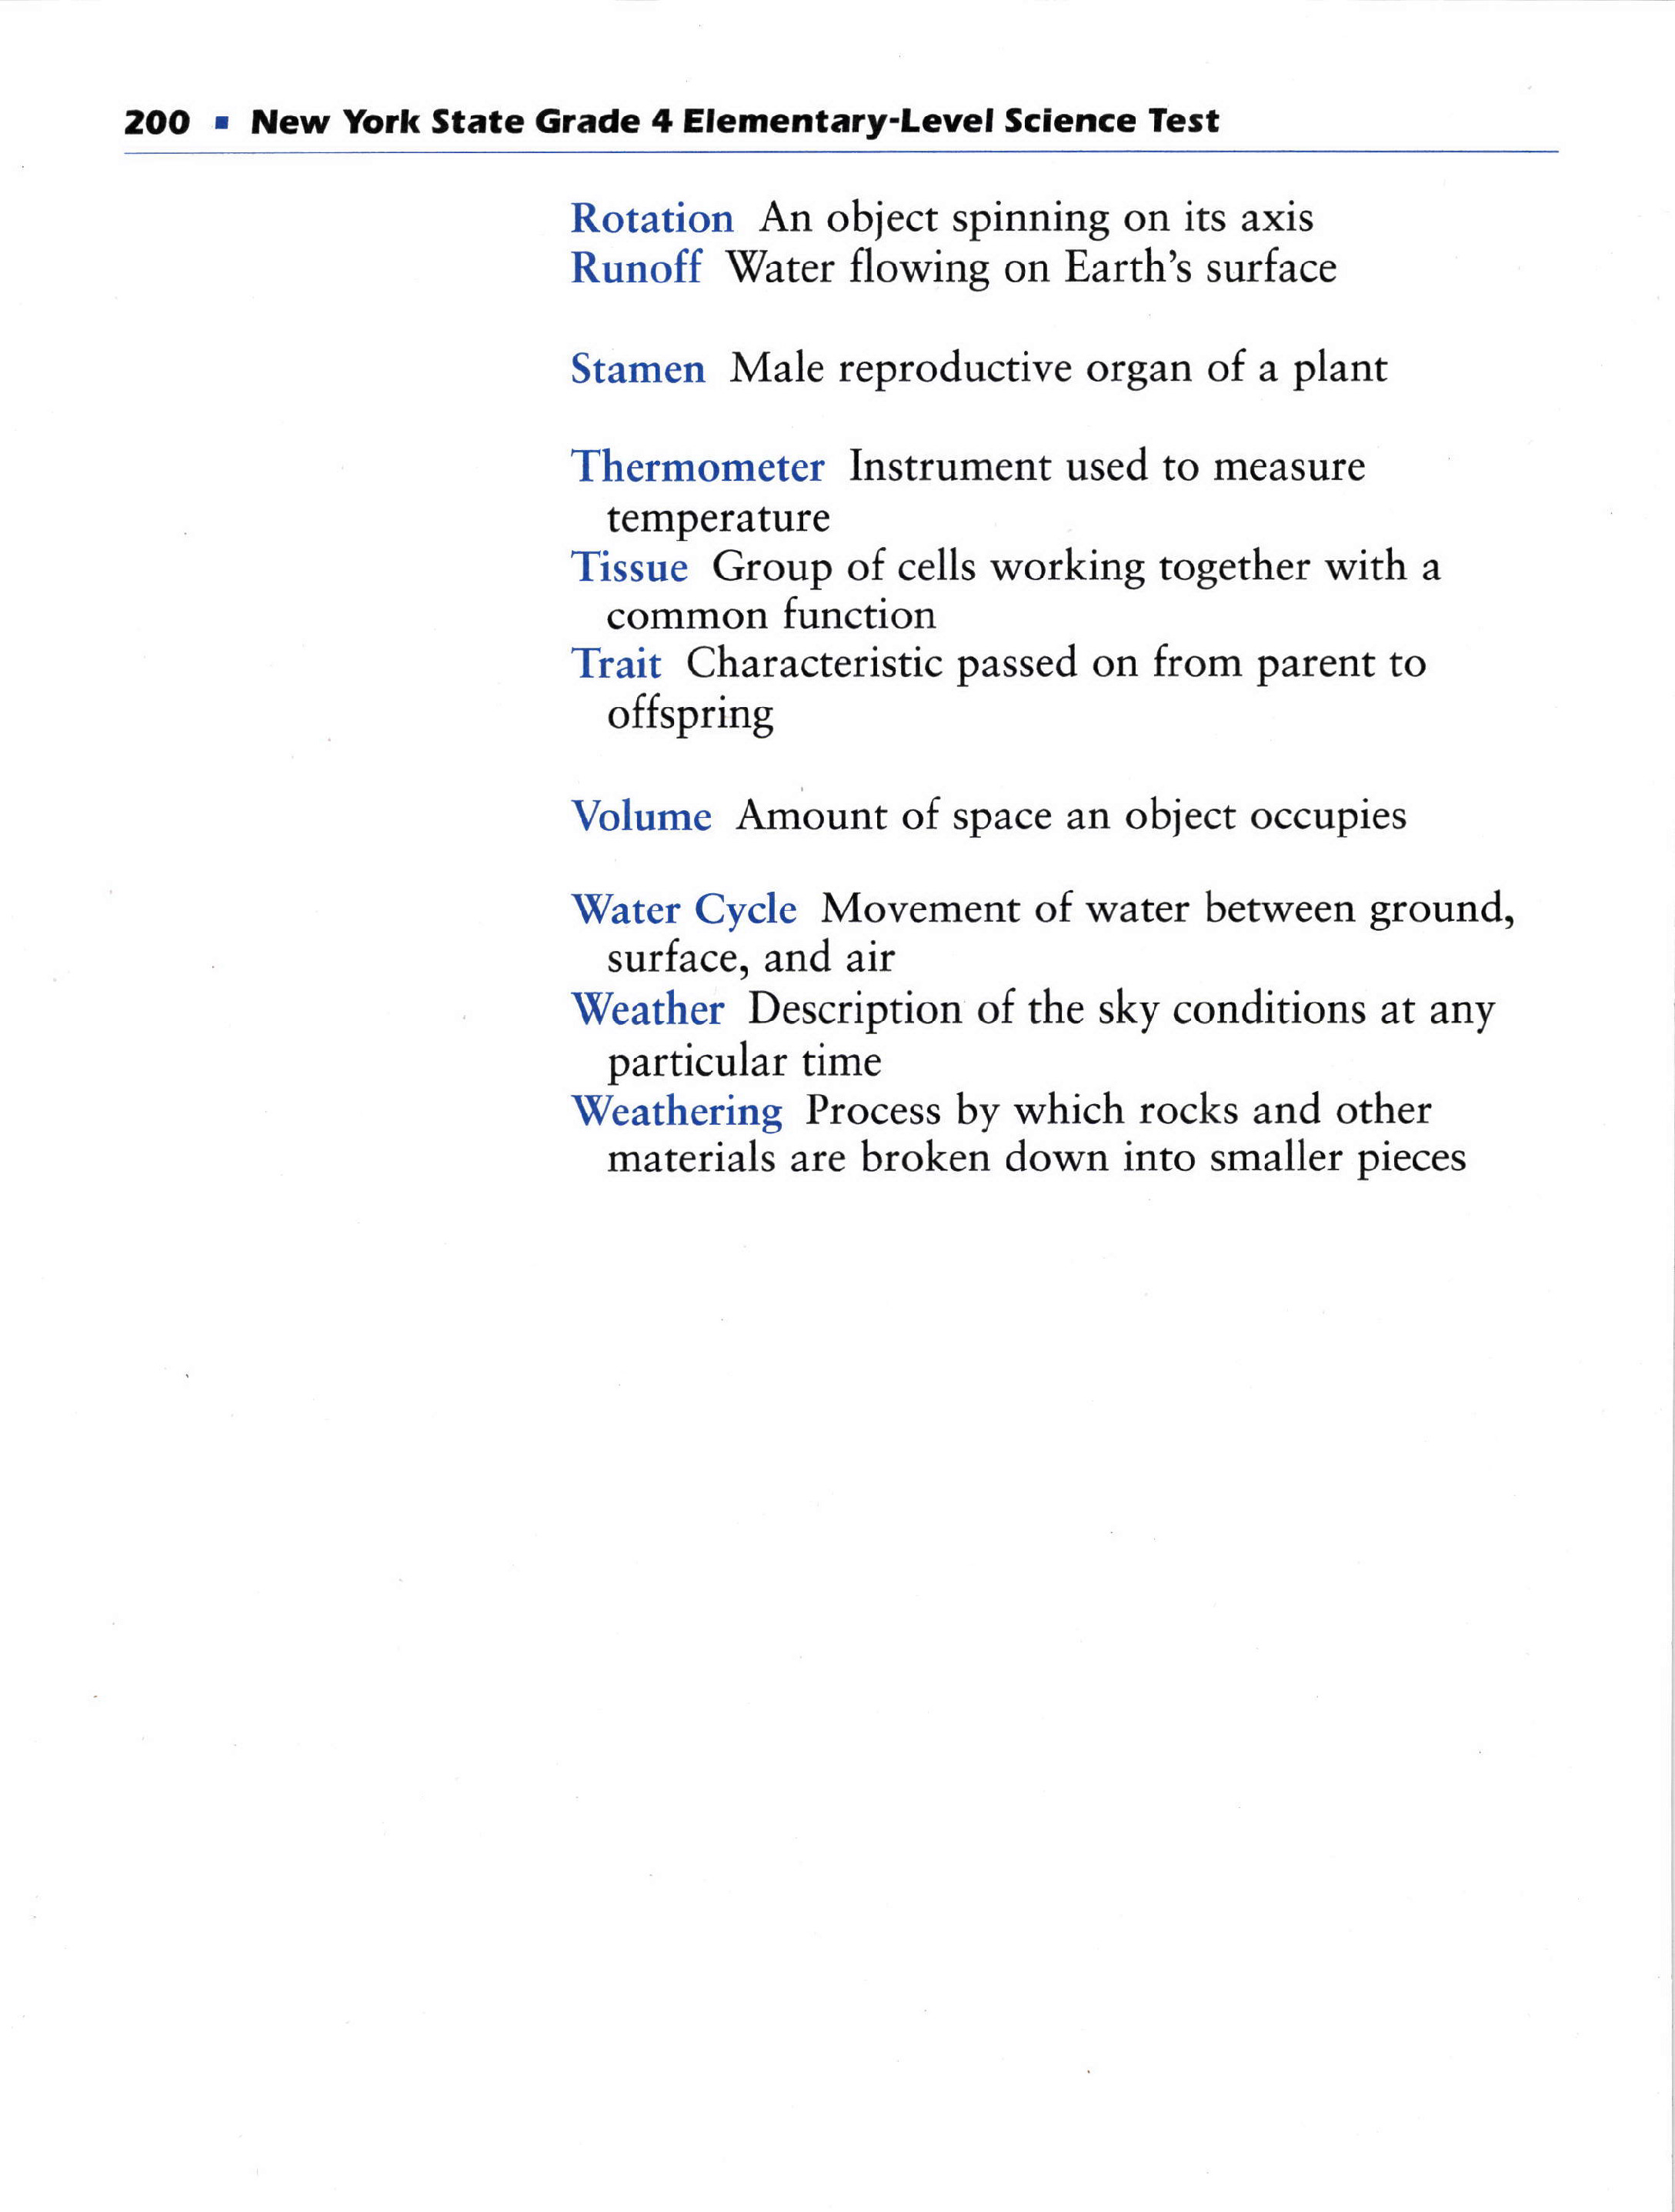 200 ▪ New York State Grade 4 Elementary-Level Science Test
Rotation An object spinning on its axis
Runoff Water flowing on Earth’s surface
Stamen Male reproductive organ of a plant
Thermometer Instrument used to measure
temperature
Tissue Group of cells working together with a
common function
Trait Characteristic passed on from parent to
offspring
Volume Amount of space an object occupies
Water Cycle Movement of water between ground,
surface, and air
Weather Description of the sky conditions at any
particular time
Weathering Process by which rocks and other
materials are broken down into smaller pieces